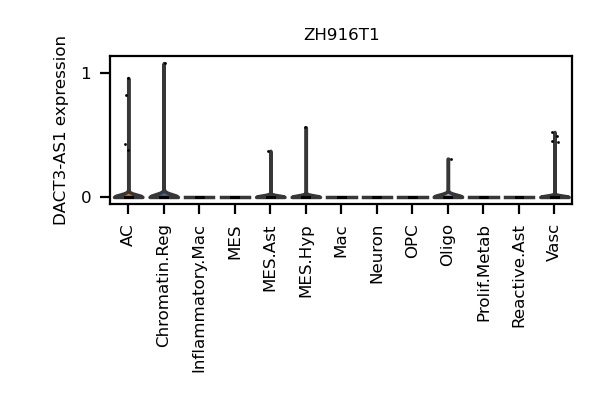 ZH916T1
DACT3-AS1 expression
1
0
AC
Chromatin.Reg
Inflammatory.Mac
MES
MES.Ast
MES.Hyp
Mac
Neuron
OPC
Oligo
Prolif.Metab
Reactive.Ast
Vasc